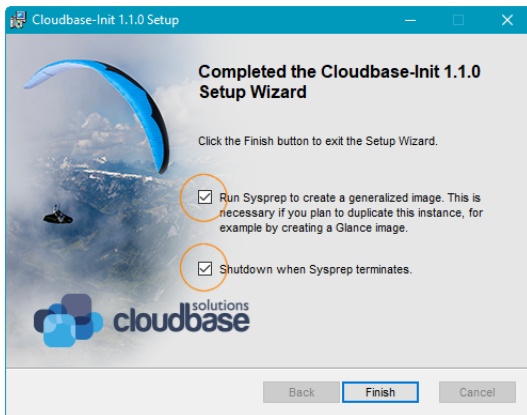 Cloudbase-Init 1.1.0 Setup
Completed the Cloudbase-Init 1.1.0
Setup Wizard
Click the Finish button to exit the Setup Wizard.
Run Sysprep to create a generalized image. This is
necessary if you plan to duplicate this instance, for
example by creating a Glance image.
Shutdown when Sysprep terminates.
solutions
cloudbase
Back Finish Cancel